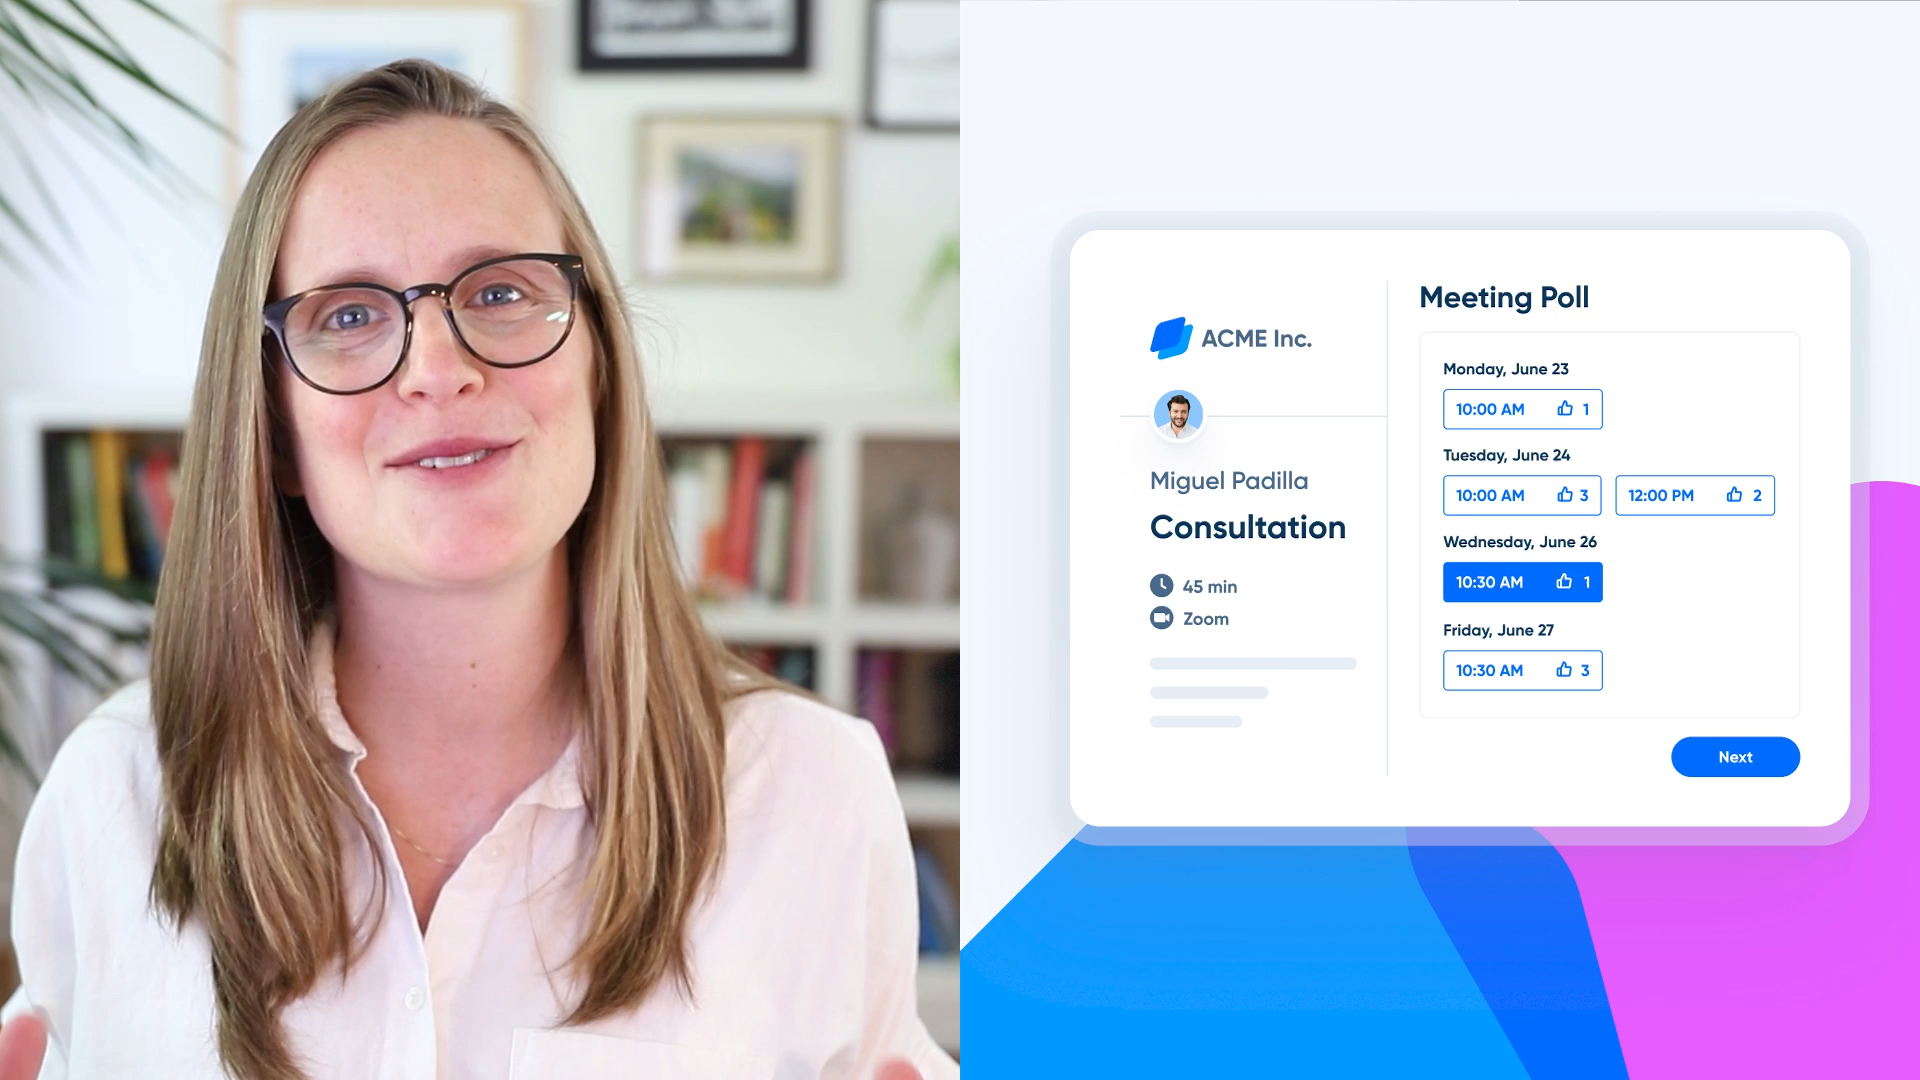 ACME Inc.
Miguel Padilla
Consultation
45 min
Zoom
Meeting Poll
Monday, June 23
10:00 AM 1
Tuesday, June 24
10:00 AM 3 12:00 PM 2
Wednesday, June 26
10:30 AM 1
Friday, June 27
10:30 AM 3
Next